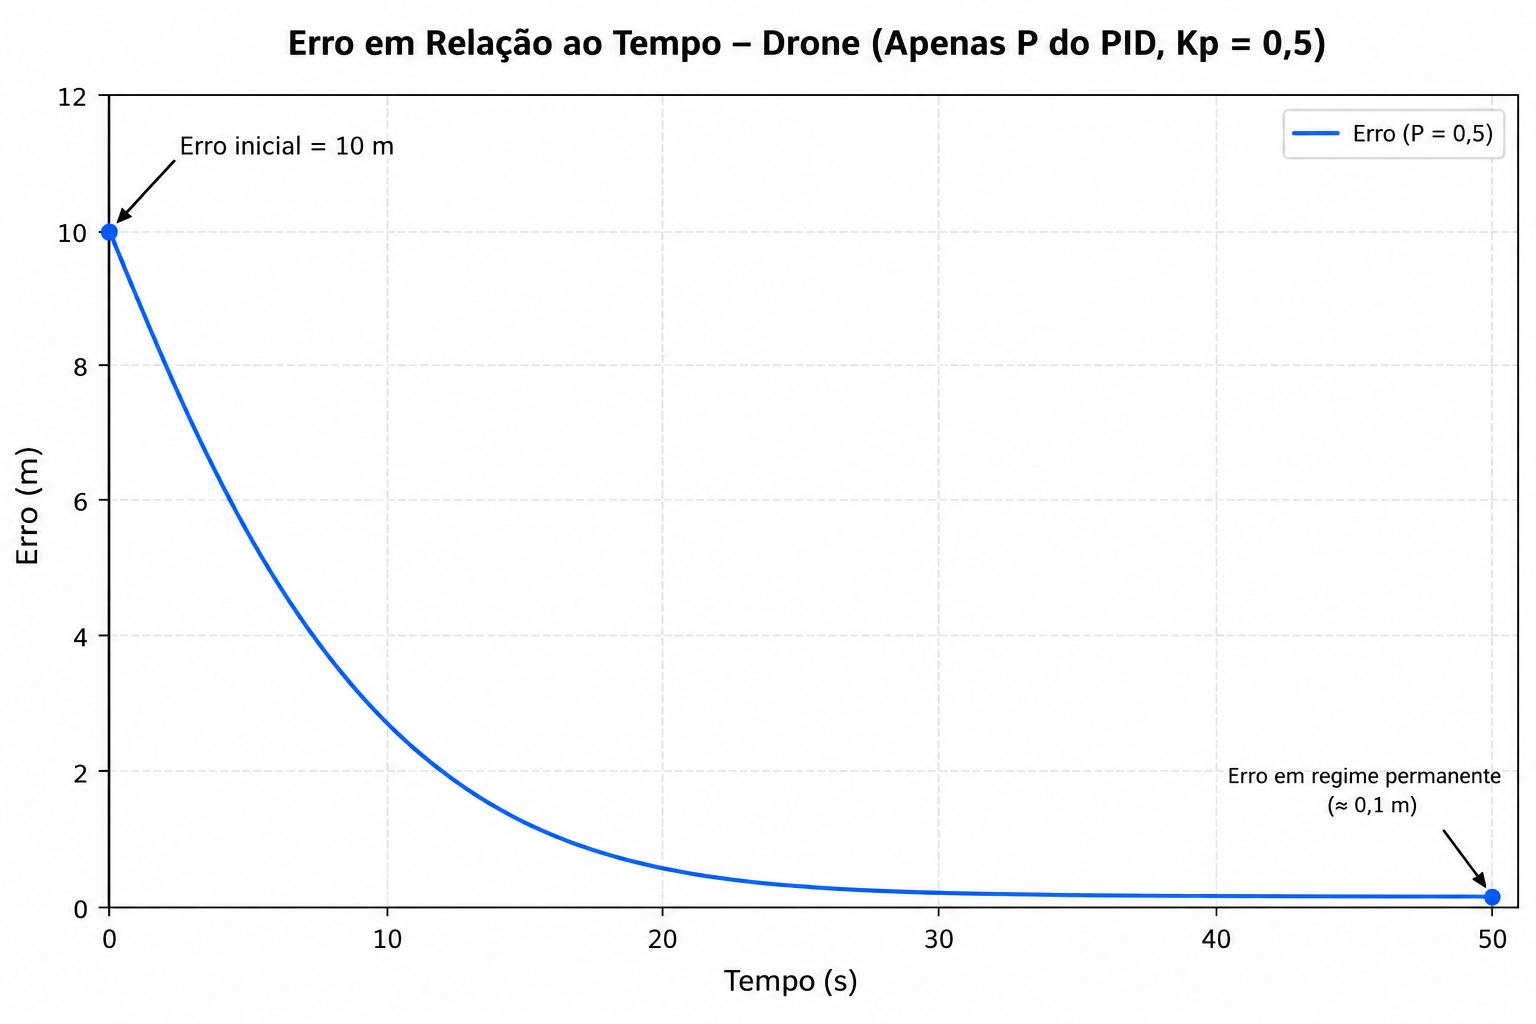 Erro em Relação ao Tempo – Drone (Apenas P do PID, Kp = 0,5)
12
Erro inicial = 10 m
Erro (P = 0,5)
10
8
6
4
2
0
Erro (m)
Erro em regime permanente
(≈ 0,1 m)
0 10 20 30 40 50
Tempo (s)